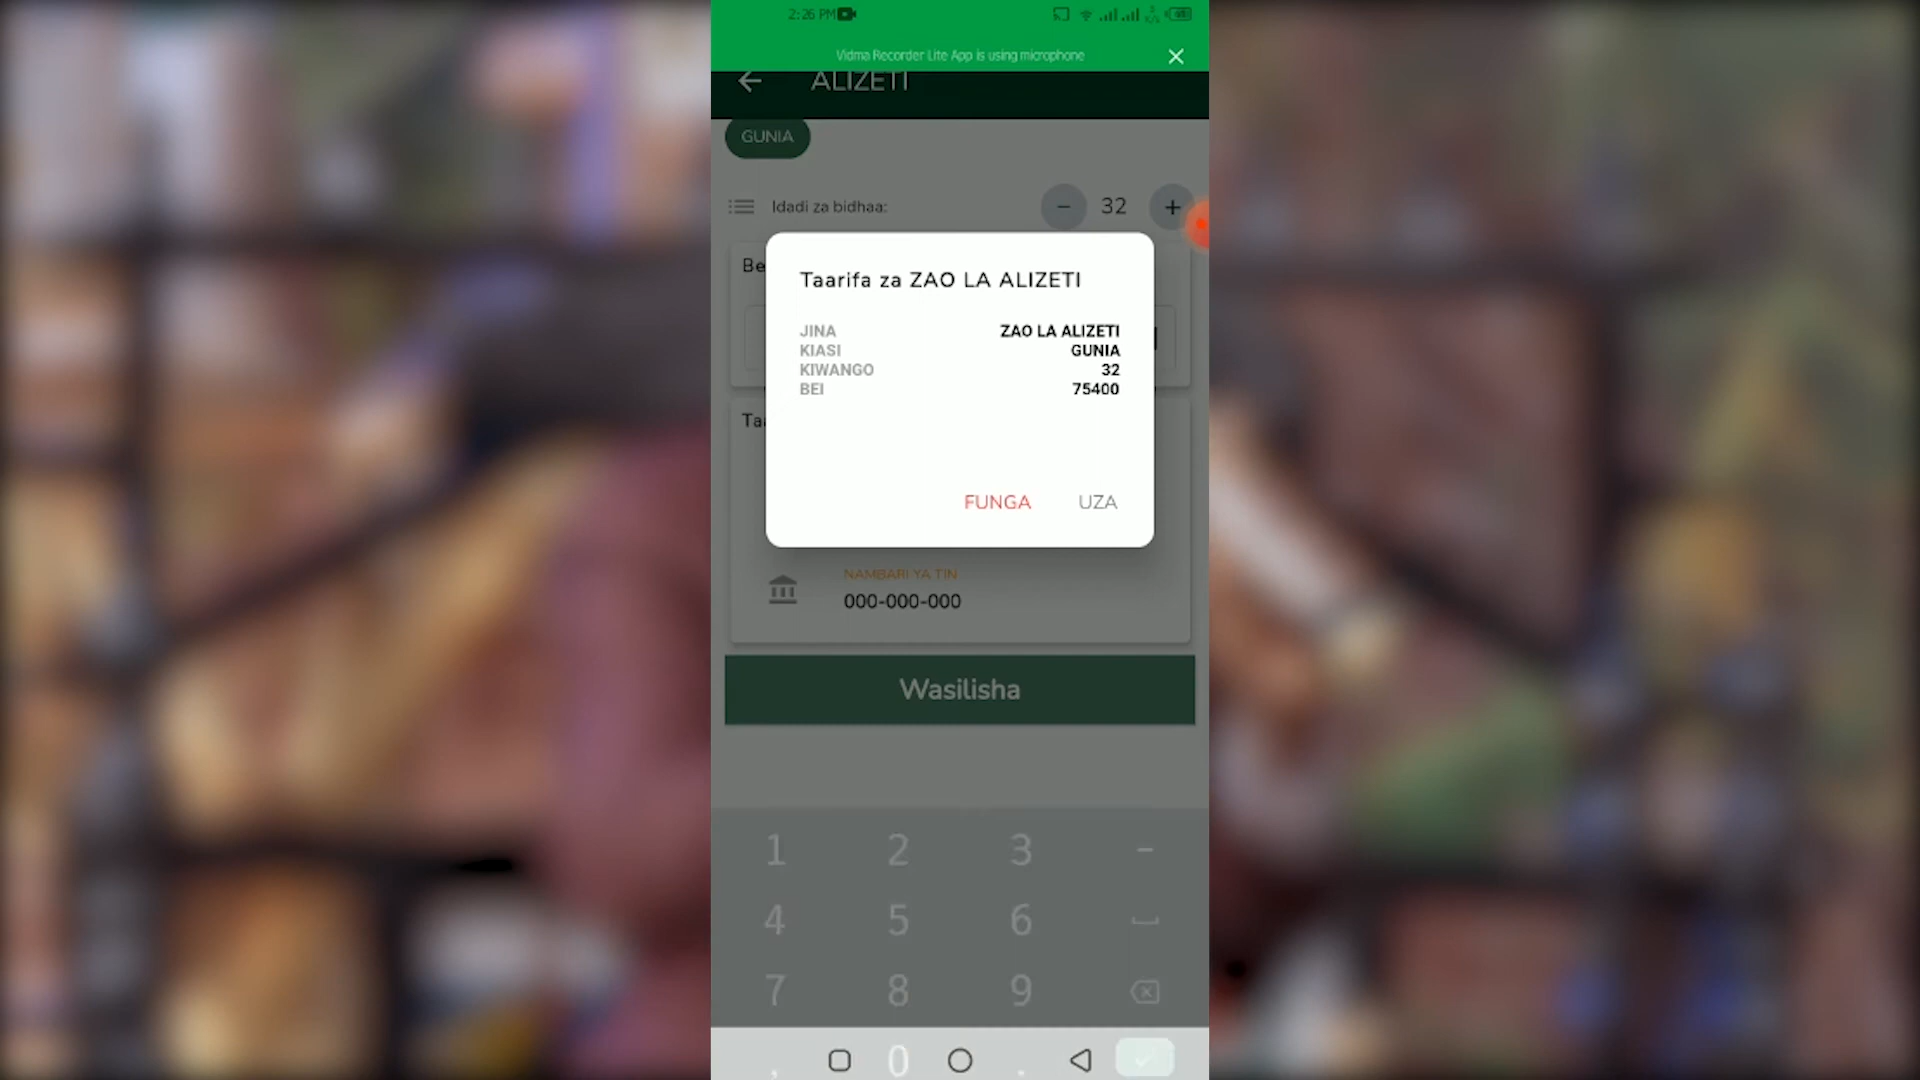 2:26 PM
Vidma Recorder Lite App is using microphone
ALIZETI
GUNIA
Idadi za bidhaa:
32
Be
Taarifa za ZAO LA ALIZETI
JINA ZAO LA ALIZETI
KIASI GUNIA
KIWANGO 32
BEI 75400
Taa
FUNGA UZA
NAMBARI YA TIN
000-000-000
Wasilisha
1 2 3 -
4 5 6
7 8 9
, 0 .